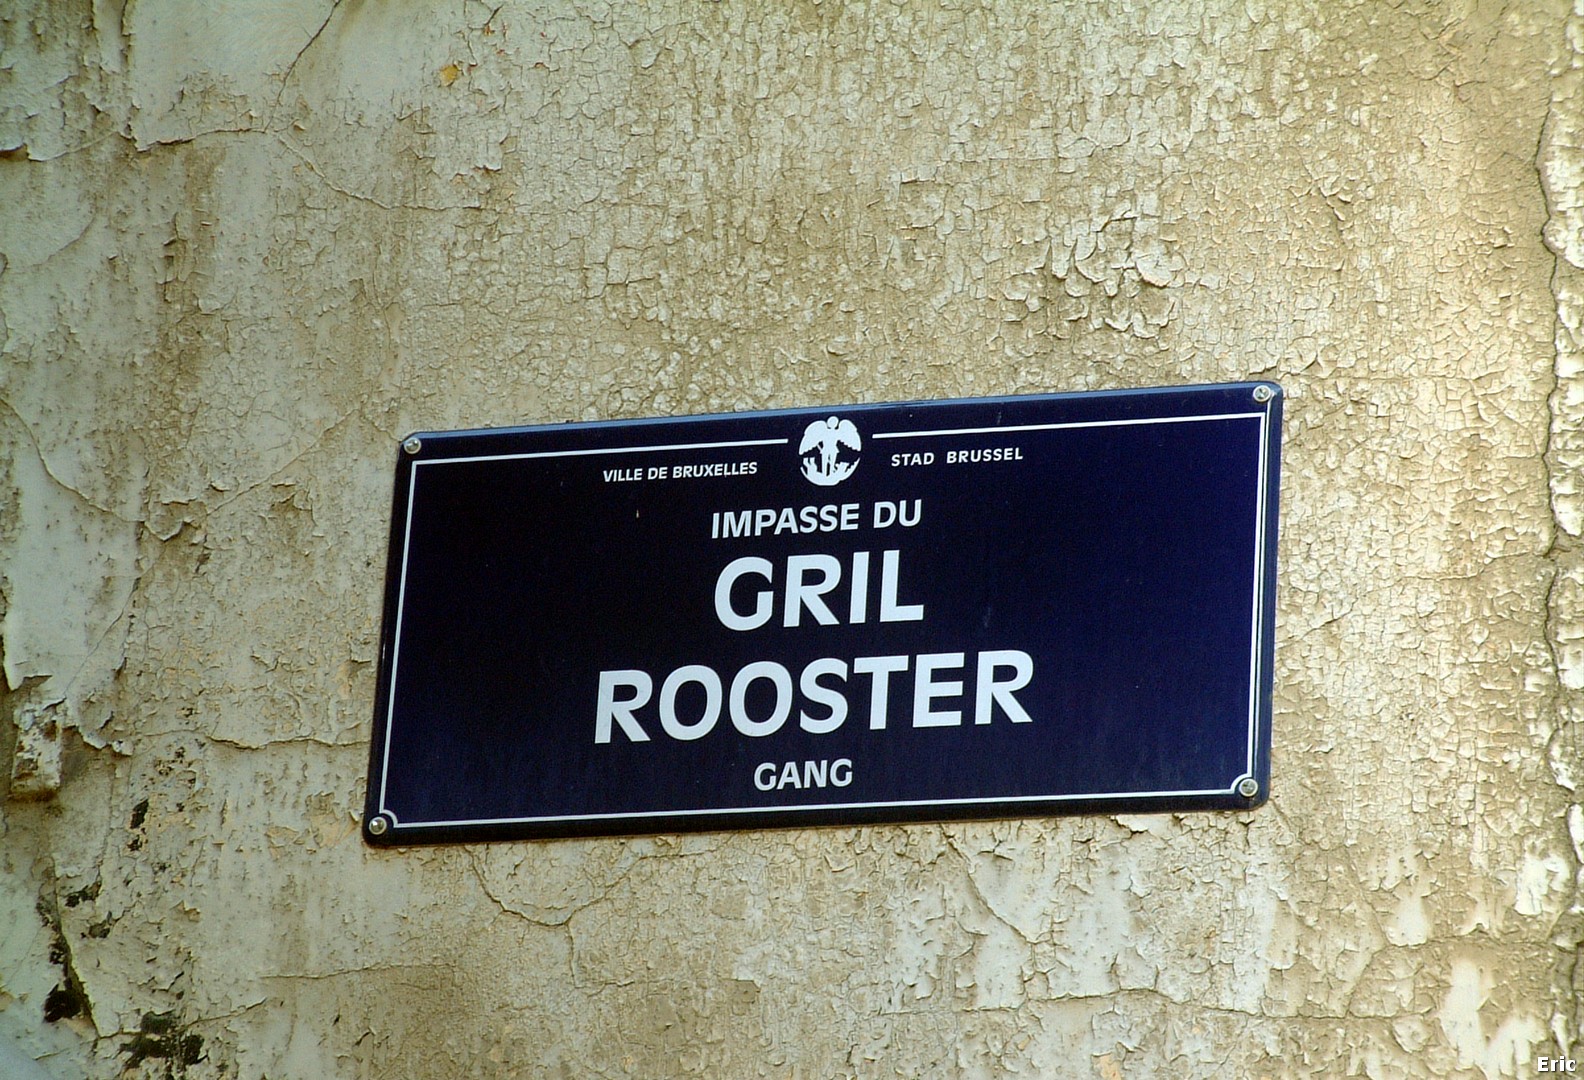 VILLE DE BRUXELLES STAD BRUSSEL
IMPASSE DU
GRIL
ROOSTER
GANG
Eric